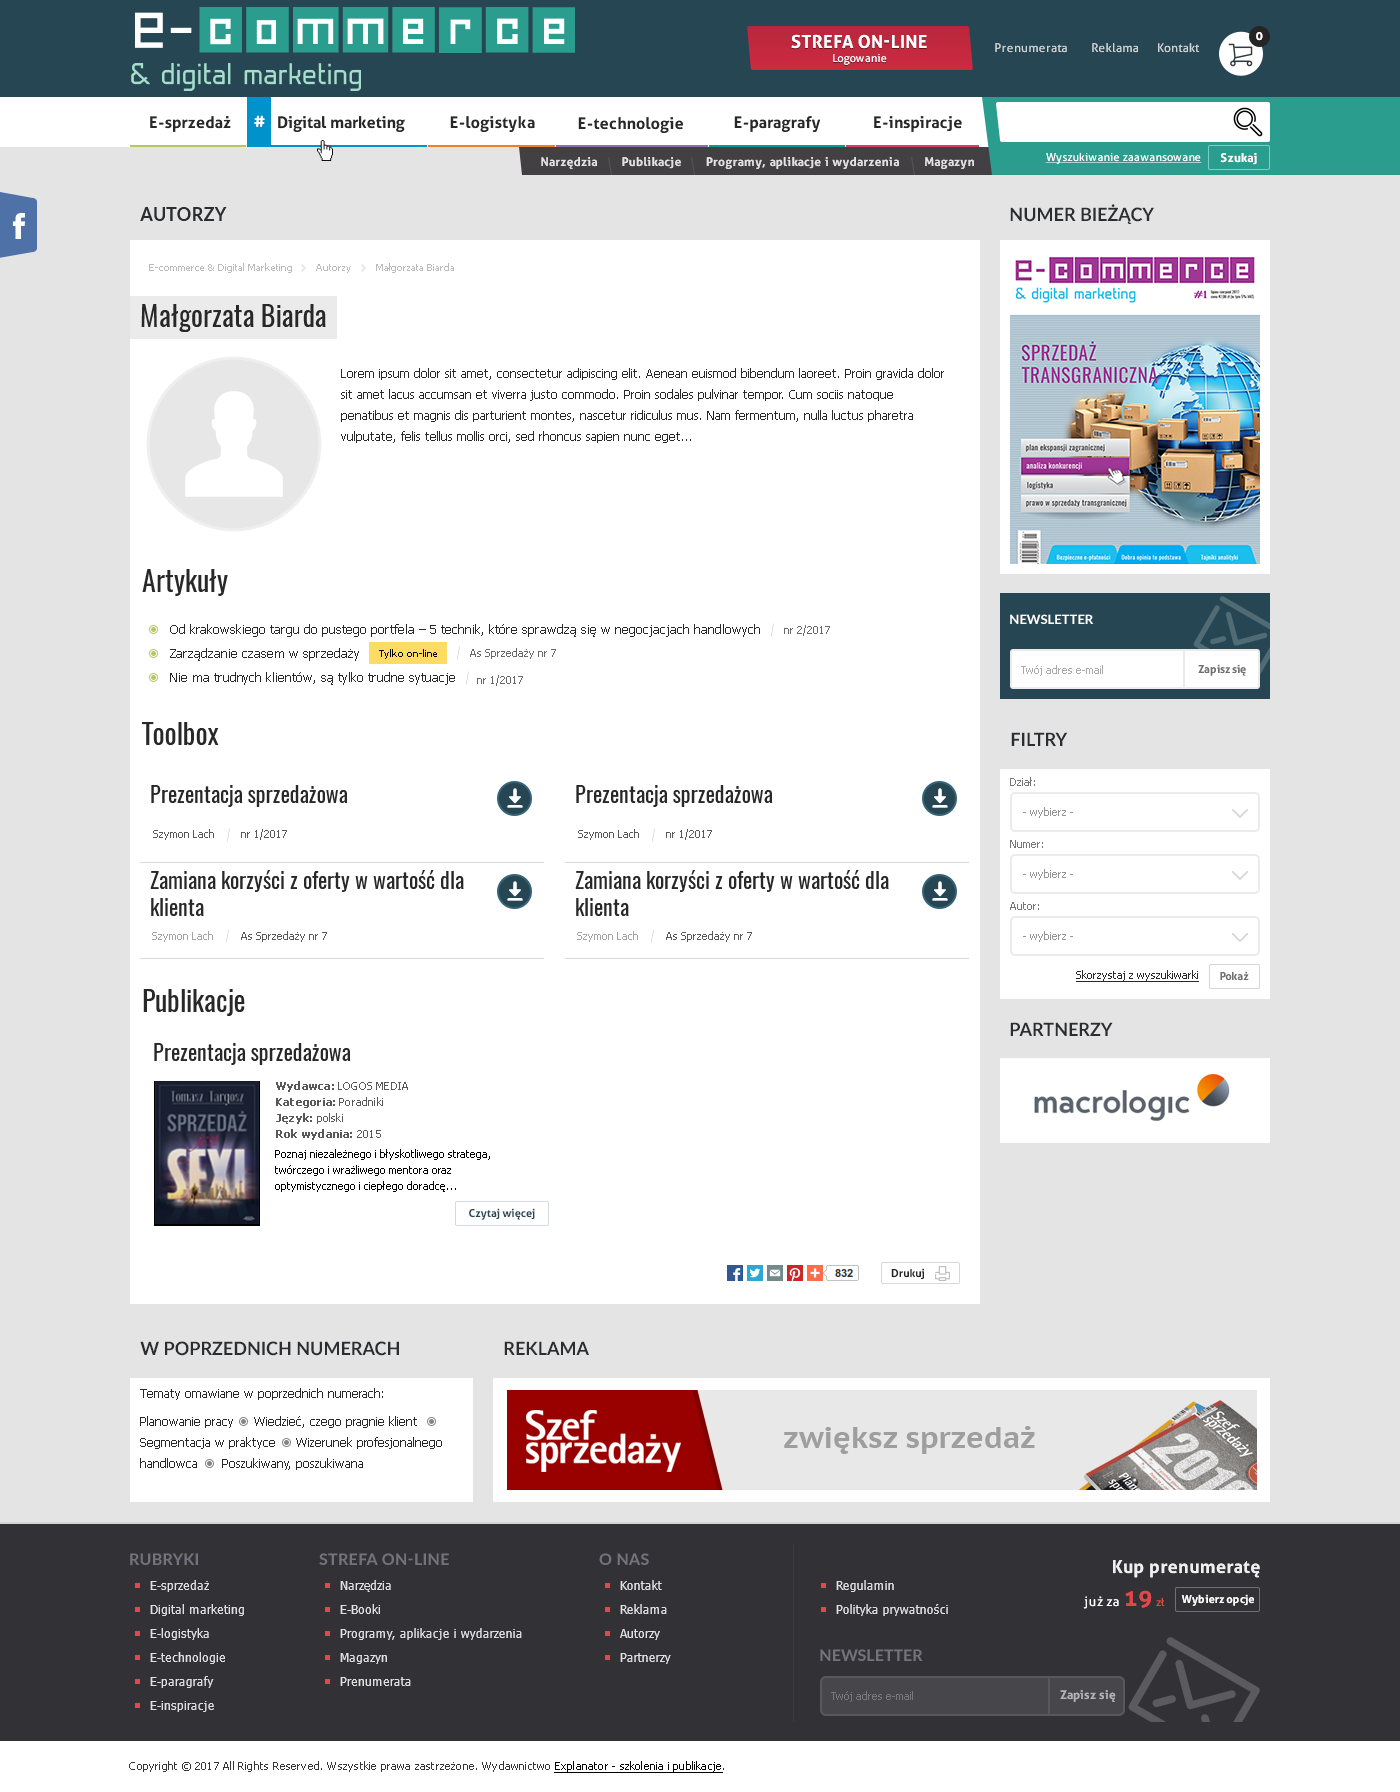 e-commerce
& digital marketing
STREFA ON-LINE
Logowanie
Prenumerata
Reklama
Kontakt
0
E-sprzedaż
#
Digital marketing
E-logistyka
E-technologie
E-paragrafy
E-inspiracje
Narzędzia
Publikacje
Programy, aplikacje i wydarzenia
Magazyn
Wyszukiwanie zaawansowane
Szukaj
f
AUTORZY
E-commerce & Digital Marketing
Autorzy
Małgorzata Biarda
Małgorzata Biarda
Lorem ipsum dolor sit amet, consectetur adipiscing elit. Aenean euismod bibendum laoreet. Proin gravida dolor
sit amet lacus accumsan et viverra justo commodo. Proin sodales pulvinar tempor. Cum sociis natoque
penatibus et magnis dis parturient montes, nascetur ridiculus mus. Nam fermentum, nulla luctus pharetra
vulputate, felis tellus mollis orci, sed rhoncus sapien nunc eget...
Artykuły
Od krakowskiego targu do pustego portfela – 5 technik, które sprawdzą się w negocjacjach handlowych / nr 2/2017
Zarządzanie czasem w sprzedaży Tylko on-line / As Sprzedaży nr 7
Nie ma trudnych klientów, są tylko trudne sytuacje / nr 1/2017
Toolbox
Prezentacja sprzedażowa
Szymon Lach / nr 1/2017
Prezentacja sprzedażowa
Szymon Lach / nr 1/2017
Zamiana korzyści z oferty w wartość dla
klienta
Szymon Lach / As Sprzedaży nr 7
Zamiana korzyści z oferty w wartość dla
klienta
Szymon Lach / As Sprzedaży nr 7
Publikacje
Prezentacja sprzedażowa
Tomasz Targosz
SPRZEDAŻ
SEXI
Wydawca: LOGOS MEDIA
Kategoria: Poradniki
Język: polski
Rok wydania: 2015
Poznaj niezależnego i błyskotliwego stratega,
twórczego i wrażliwego mentora oraz
optymistycznego i ciepłego doradcę...
Czytaj więcej
832
Drukuj
NUMER BIEŻĄCY
e-commerce
& digital marketing
#1
SPRZEDAŻ
TRANSGRANICZNA
plan ekspansji zagranicznej
analiza konkurencji
logistyka
prawo w sprzedaży transgranicznej
Bezpieczne e-płatności
Dobra opinia to podstawa
Tajniki analityki
NEWSLETTER
Twój adres e-mail
Zapisz się
FILTRY
Dział:
- wybierz -
Numer:
- wybierz -
Autor:
- wybierz -
Skorzystaj z wyszukiwarki
Pokaż
PARTNERZY
macrologic
W POPRZEDNICH NUMERACH
Tematy omawiane w poprzednich numerach:
Planowanie pracy Wiedzieć, czego pragnie klient
Segmentacja w praktyce Wizerunek profesjonalnego
handlowca Poszukiwany, poszukiwana
REKLAMA
Szef
sprzedaży
zwiększ sprzedaż
Szef
sprzedaży
RUBRYKI
E-sprzedaż
Digital marketing
E-logistyka
E-technologie
E-paragrafy
E-inspiracje
STREFA ON-LINE
Narzędzia
E-Booki
Programy, aplikacje i wydarzenia
Magazyn
Prenumerata
O NAS
Kontakt
Reklama
Autorzy
Partnerzy
Regulamin
Polityka prywatności
Kup prenumeratę
już za 19 zł
Wybierz opcje
NEWSLETTER
Twój adres e-mail
Zapisz się
Copyright © 2017 All Rights Reserved. Wszystkie prawa zastrzeżone. Wydawnictwo Explanator - szkolenia i publikacje.